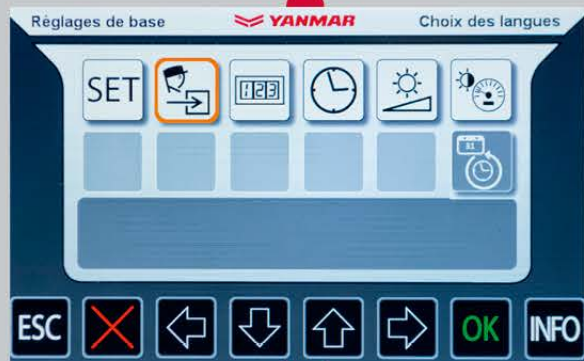 Réglages de base
YANMAR
Choix des langues
SET
123
31
ESC
OK
INFO